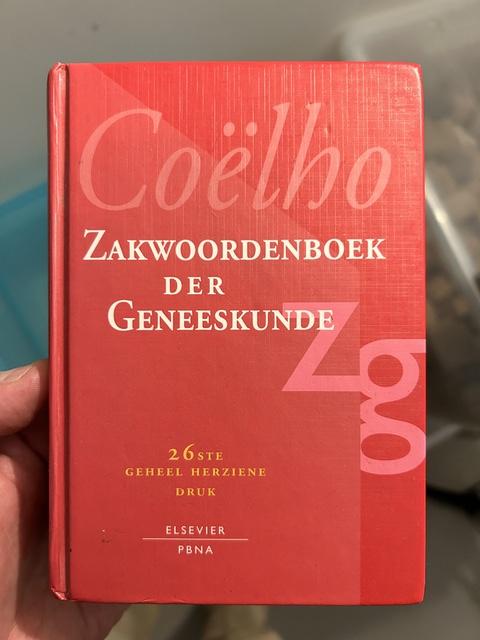 Coëlho
ZAKWOORDENBOEK
DER
GENEESKUNDE
Zg
26STE
GEHEEL HERZIENE
DRUK
ELSEVIER
PBNA